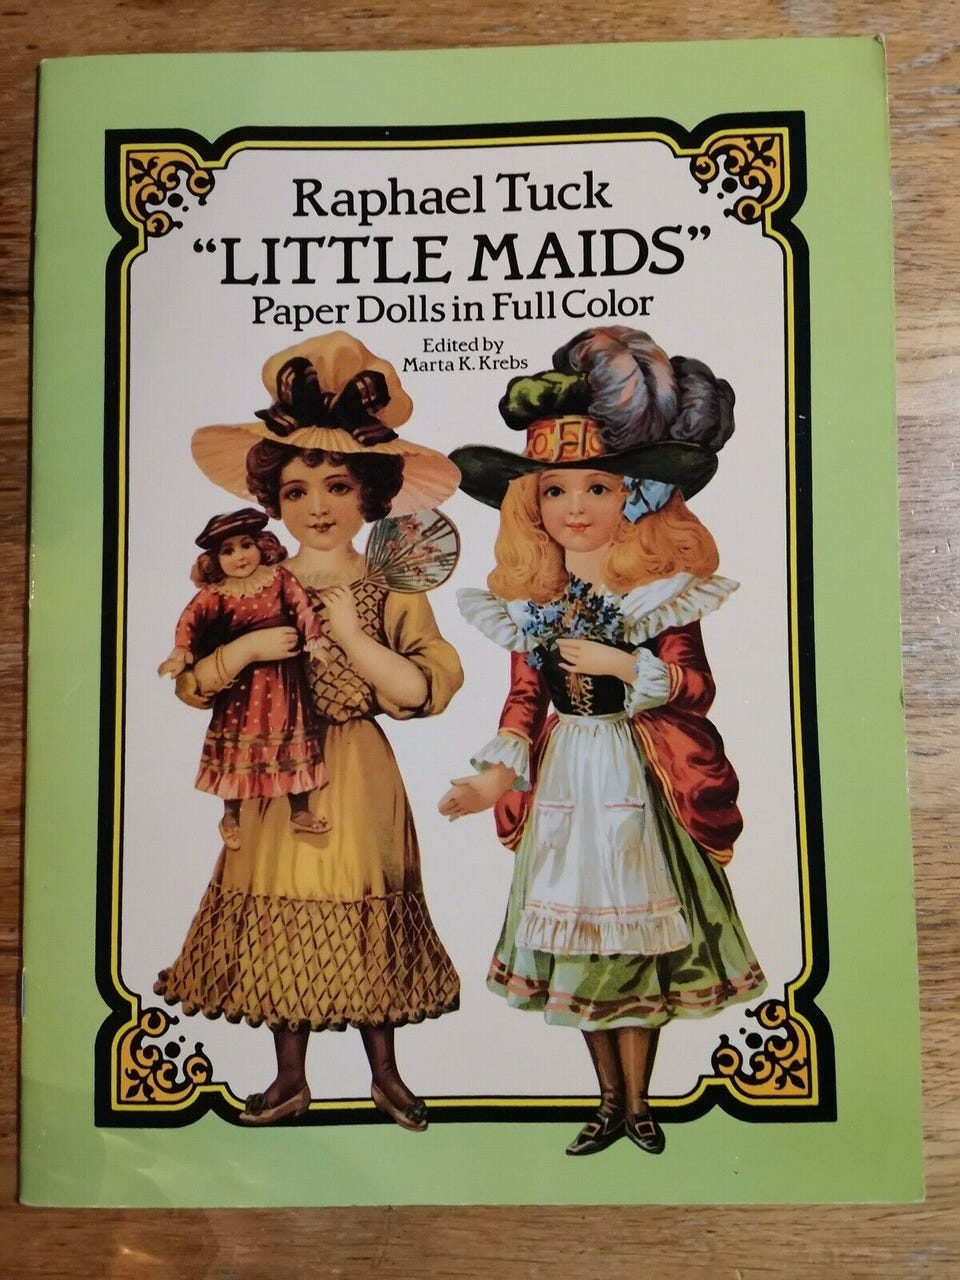 Raphael Tuck
“LITTLE MAIDS”
Paper Dolls in Full Color
Edited by
Marta K. Krebs